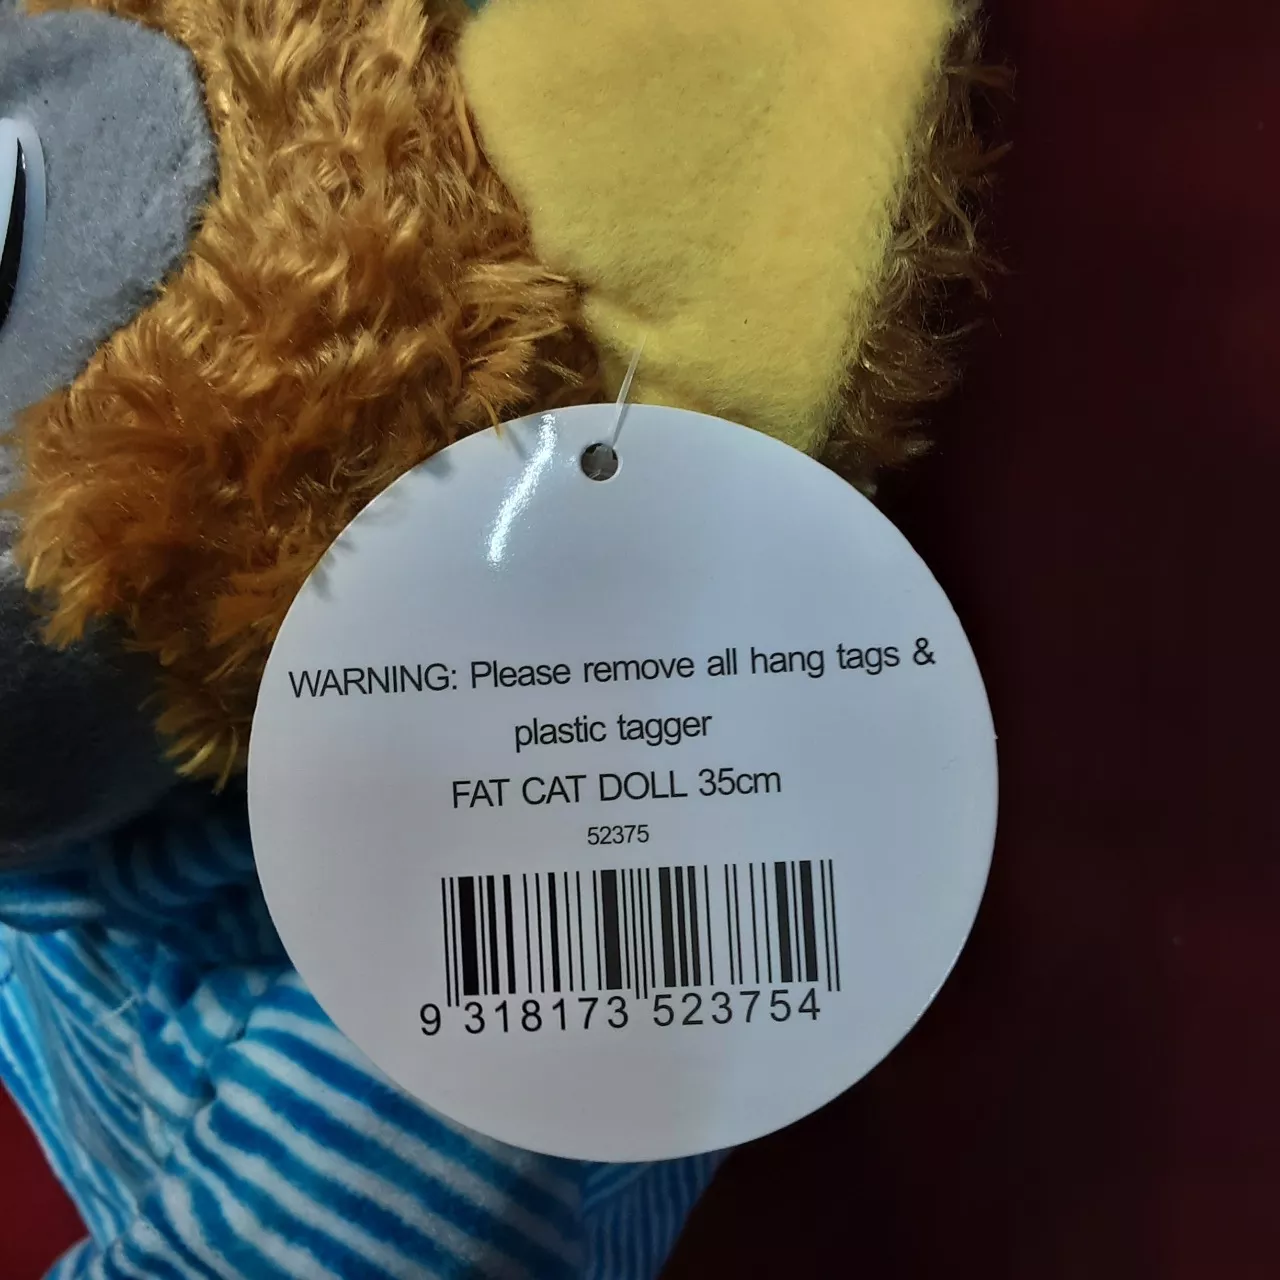 WARNING: Please remove all hang tags &
plastic tagger
FAT CAT DOLL 35cm
52375
9 318173 523754